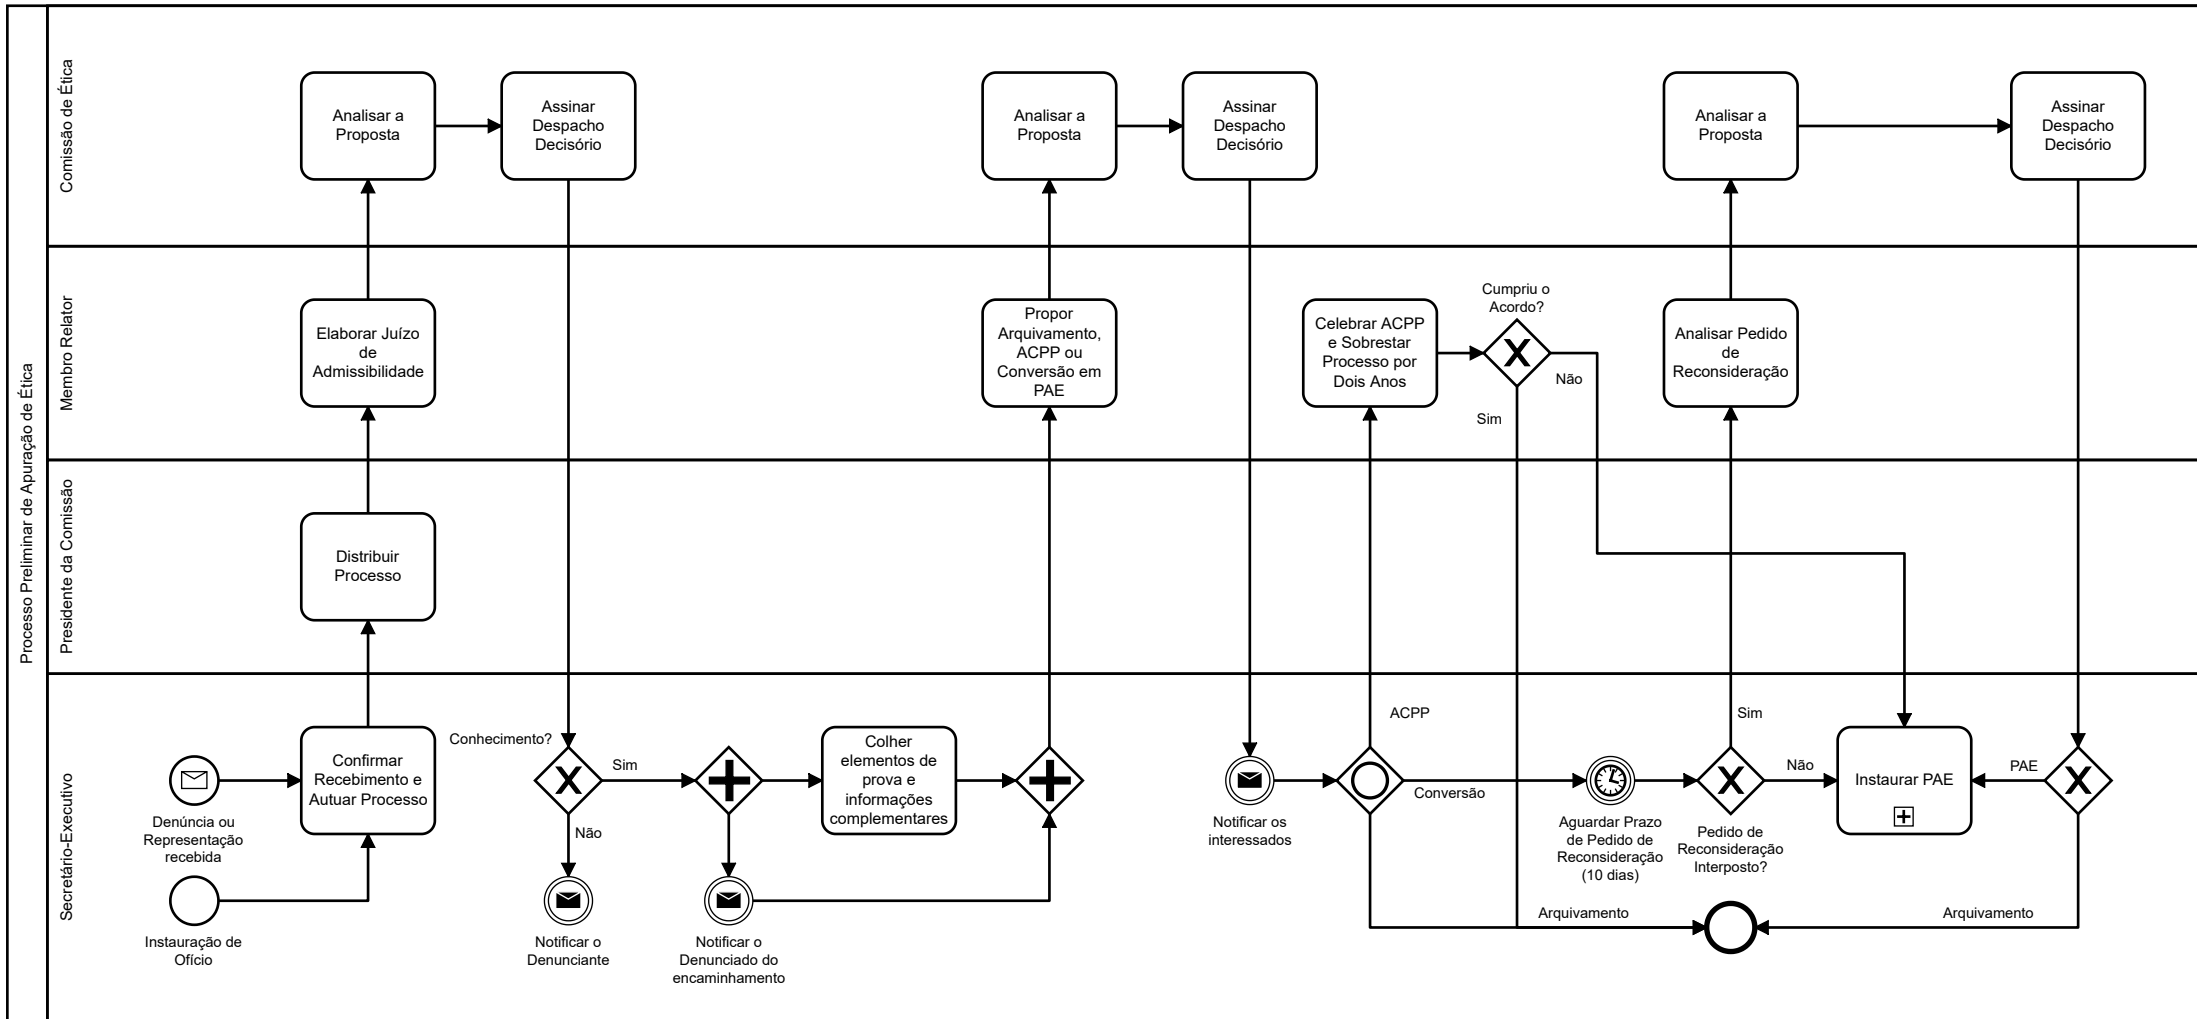 Processo Preliminar de Apuração de Ética
Comissão de Ética
Analisar a
Proposta
Assinar
Despacho
Decisório
Analisar a
Proposta
Assinar
Despacho
Decisório
Analisar a
Proposta
Assinar
Despacho
Decisório
Membro Relator
Elaborar Juízo
de
Admissibilidade
Propor
Arquivamento,
ACPP ou
Conversão em
PAE
Celebrar ACPP
e Sobrestar
Processo por
Dois Anos
Cumpriu o
Acordo?
Não
Sim
Analisar Pedido
de
Reconsideração
Presidente da Comissão
Distribuir
Processo
Secretário-Executivo
Denúncia ou
Representação
recebida
Instauração de
Ofício
Confirmar
Recebimento e
Autuar Processo
Conhecimento?
Sim
Não
Notificar o
Denunciante
Notificar o
Denunciado do
encaminhamento
Colher
elementos de
prova e
informações
complementares
Notificar os
interessados
ACPP
Conversão
Arquivamento
Aguardar Prazo
de Pedido de
Reconsideração
(10 dias)
Sim
Pedido de
Reconsideração
Interposto?
Não
Instaurar PAE
PAE
Arquivamento